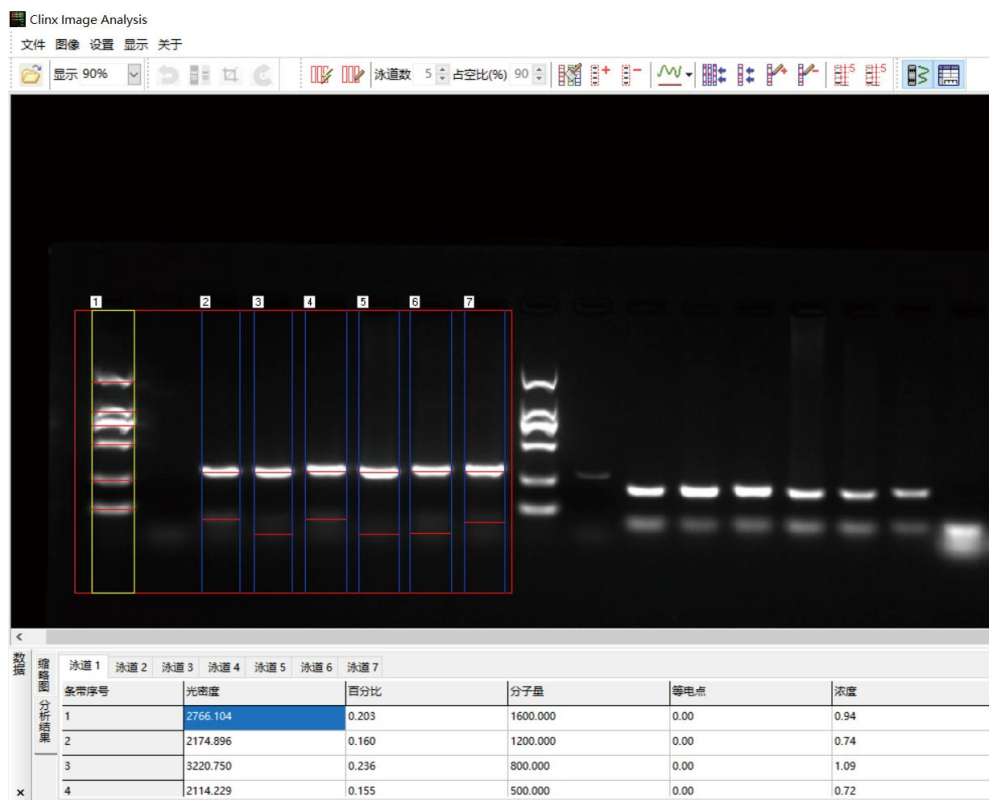 Clinx Image Analysis
文件 图像 设置 显示 关于
显示 90% 泳道数 5 占空比(%) 90 5 5
1 2 3 4 5 6 7
数据
缩略图 分析结果
泳道 1 泳道 2 泳道 3 泳道 4 泳道 5 泳道 6 泳道 7
条带序号 光密度 百分比 分子量 等电点 浓度
1 2766.104 0.203 1600.000 0.00 0.94
2 2174.896 0.160 1200.000 0.00 0.74
3 3220.750 0.236 800.000 0.00 1.09
4 2114.229 0.155 500.000 0.00 0.72